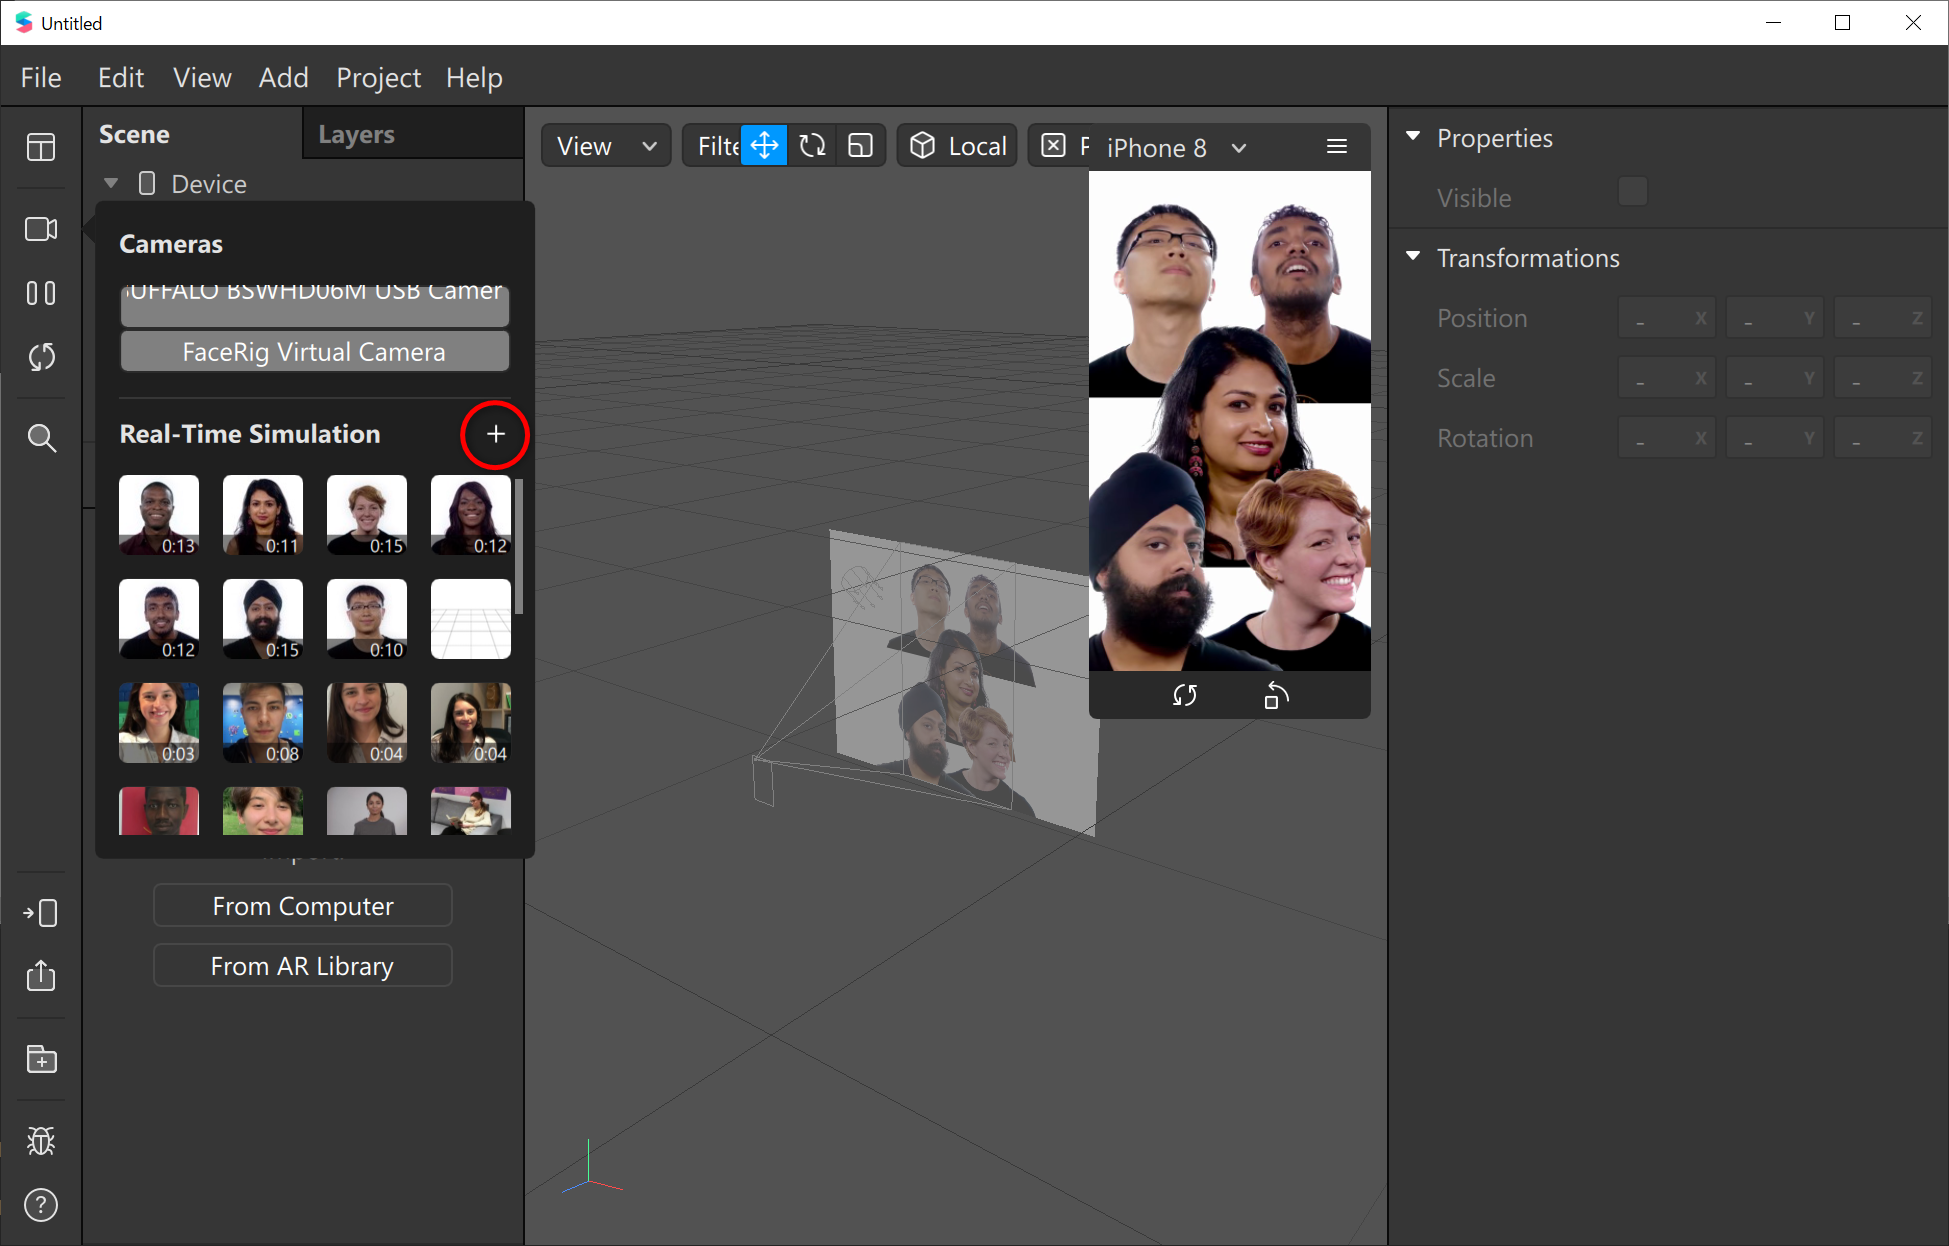 Untitled
File Edit View Add Project Help
Scene Layers
Device
Cameras
BUFFALO BSWHD06M USB Camer
FaceRig Virtual Camera
Real-Time Simulation +
0:13 0:11 0:15 0:12
0:12 0:15 0:10
0:03 0:08 0:04 0:04
From Computer
From AR Library
View Filte Local
iPhone 8
Properties
Visible
Transformations
Position - X - Y - Z
Scale - X - Y - Z
Rotation - X - Y - Z
?